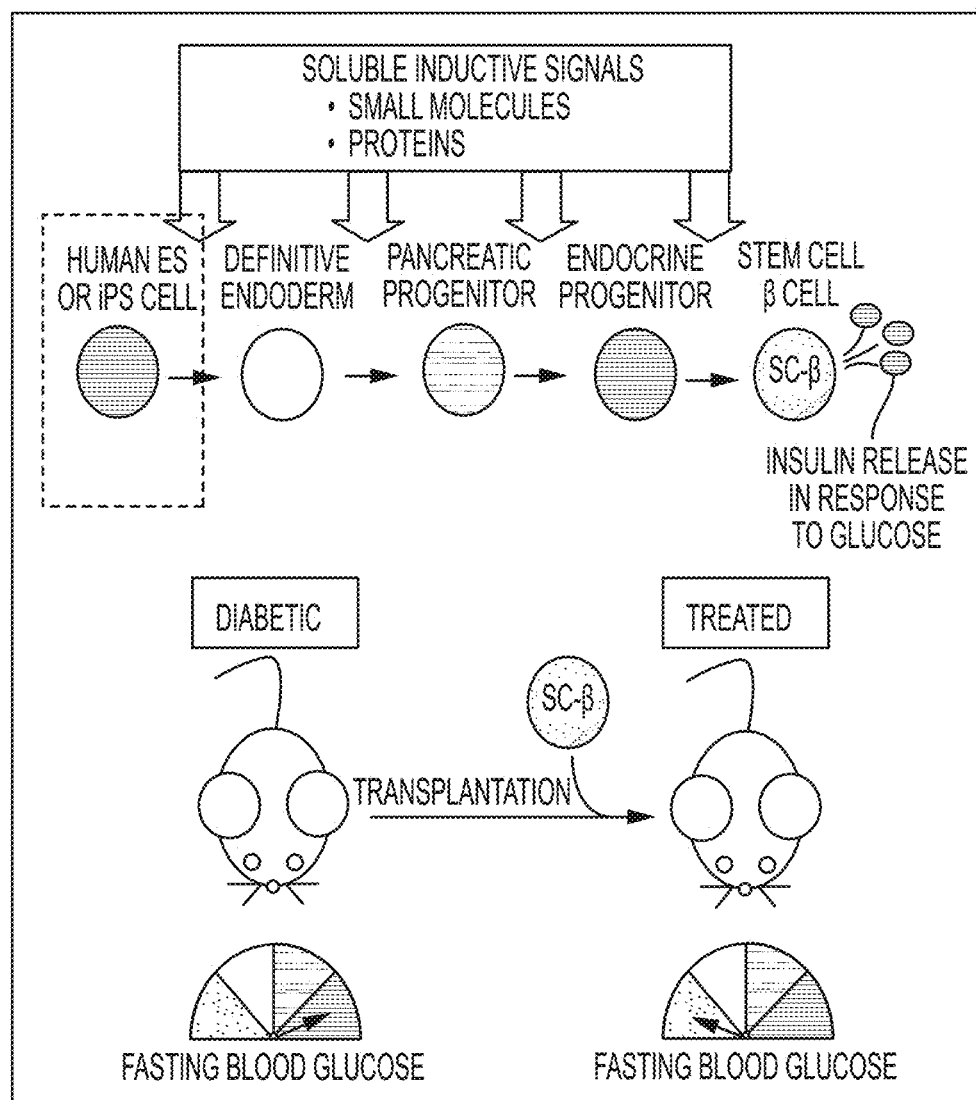 SOLUBLE INDUCTIVE SIGNALS
• SMALL MOLECULES
• PROTEINS
HUMAN ES
OR iPS CELL
DEFINITIVE
ENDODERM
PANCREATIC
PROGENITOR
ENDOCRINE
PROGENITOR
STEM CELL
β CELL
SC-β
INSULIN RELEASE
IN RESPONSE
TO GLUCOSE
DIABETIC
TREATED
SC-β
TRANSPLANTATION
FASTING BLOOD GLUCOSE
FASTING BLOOD GLUCOSE